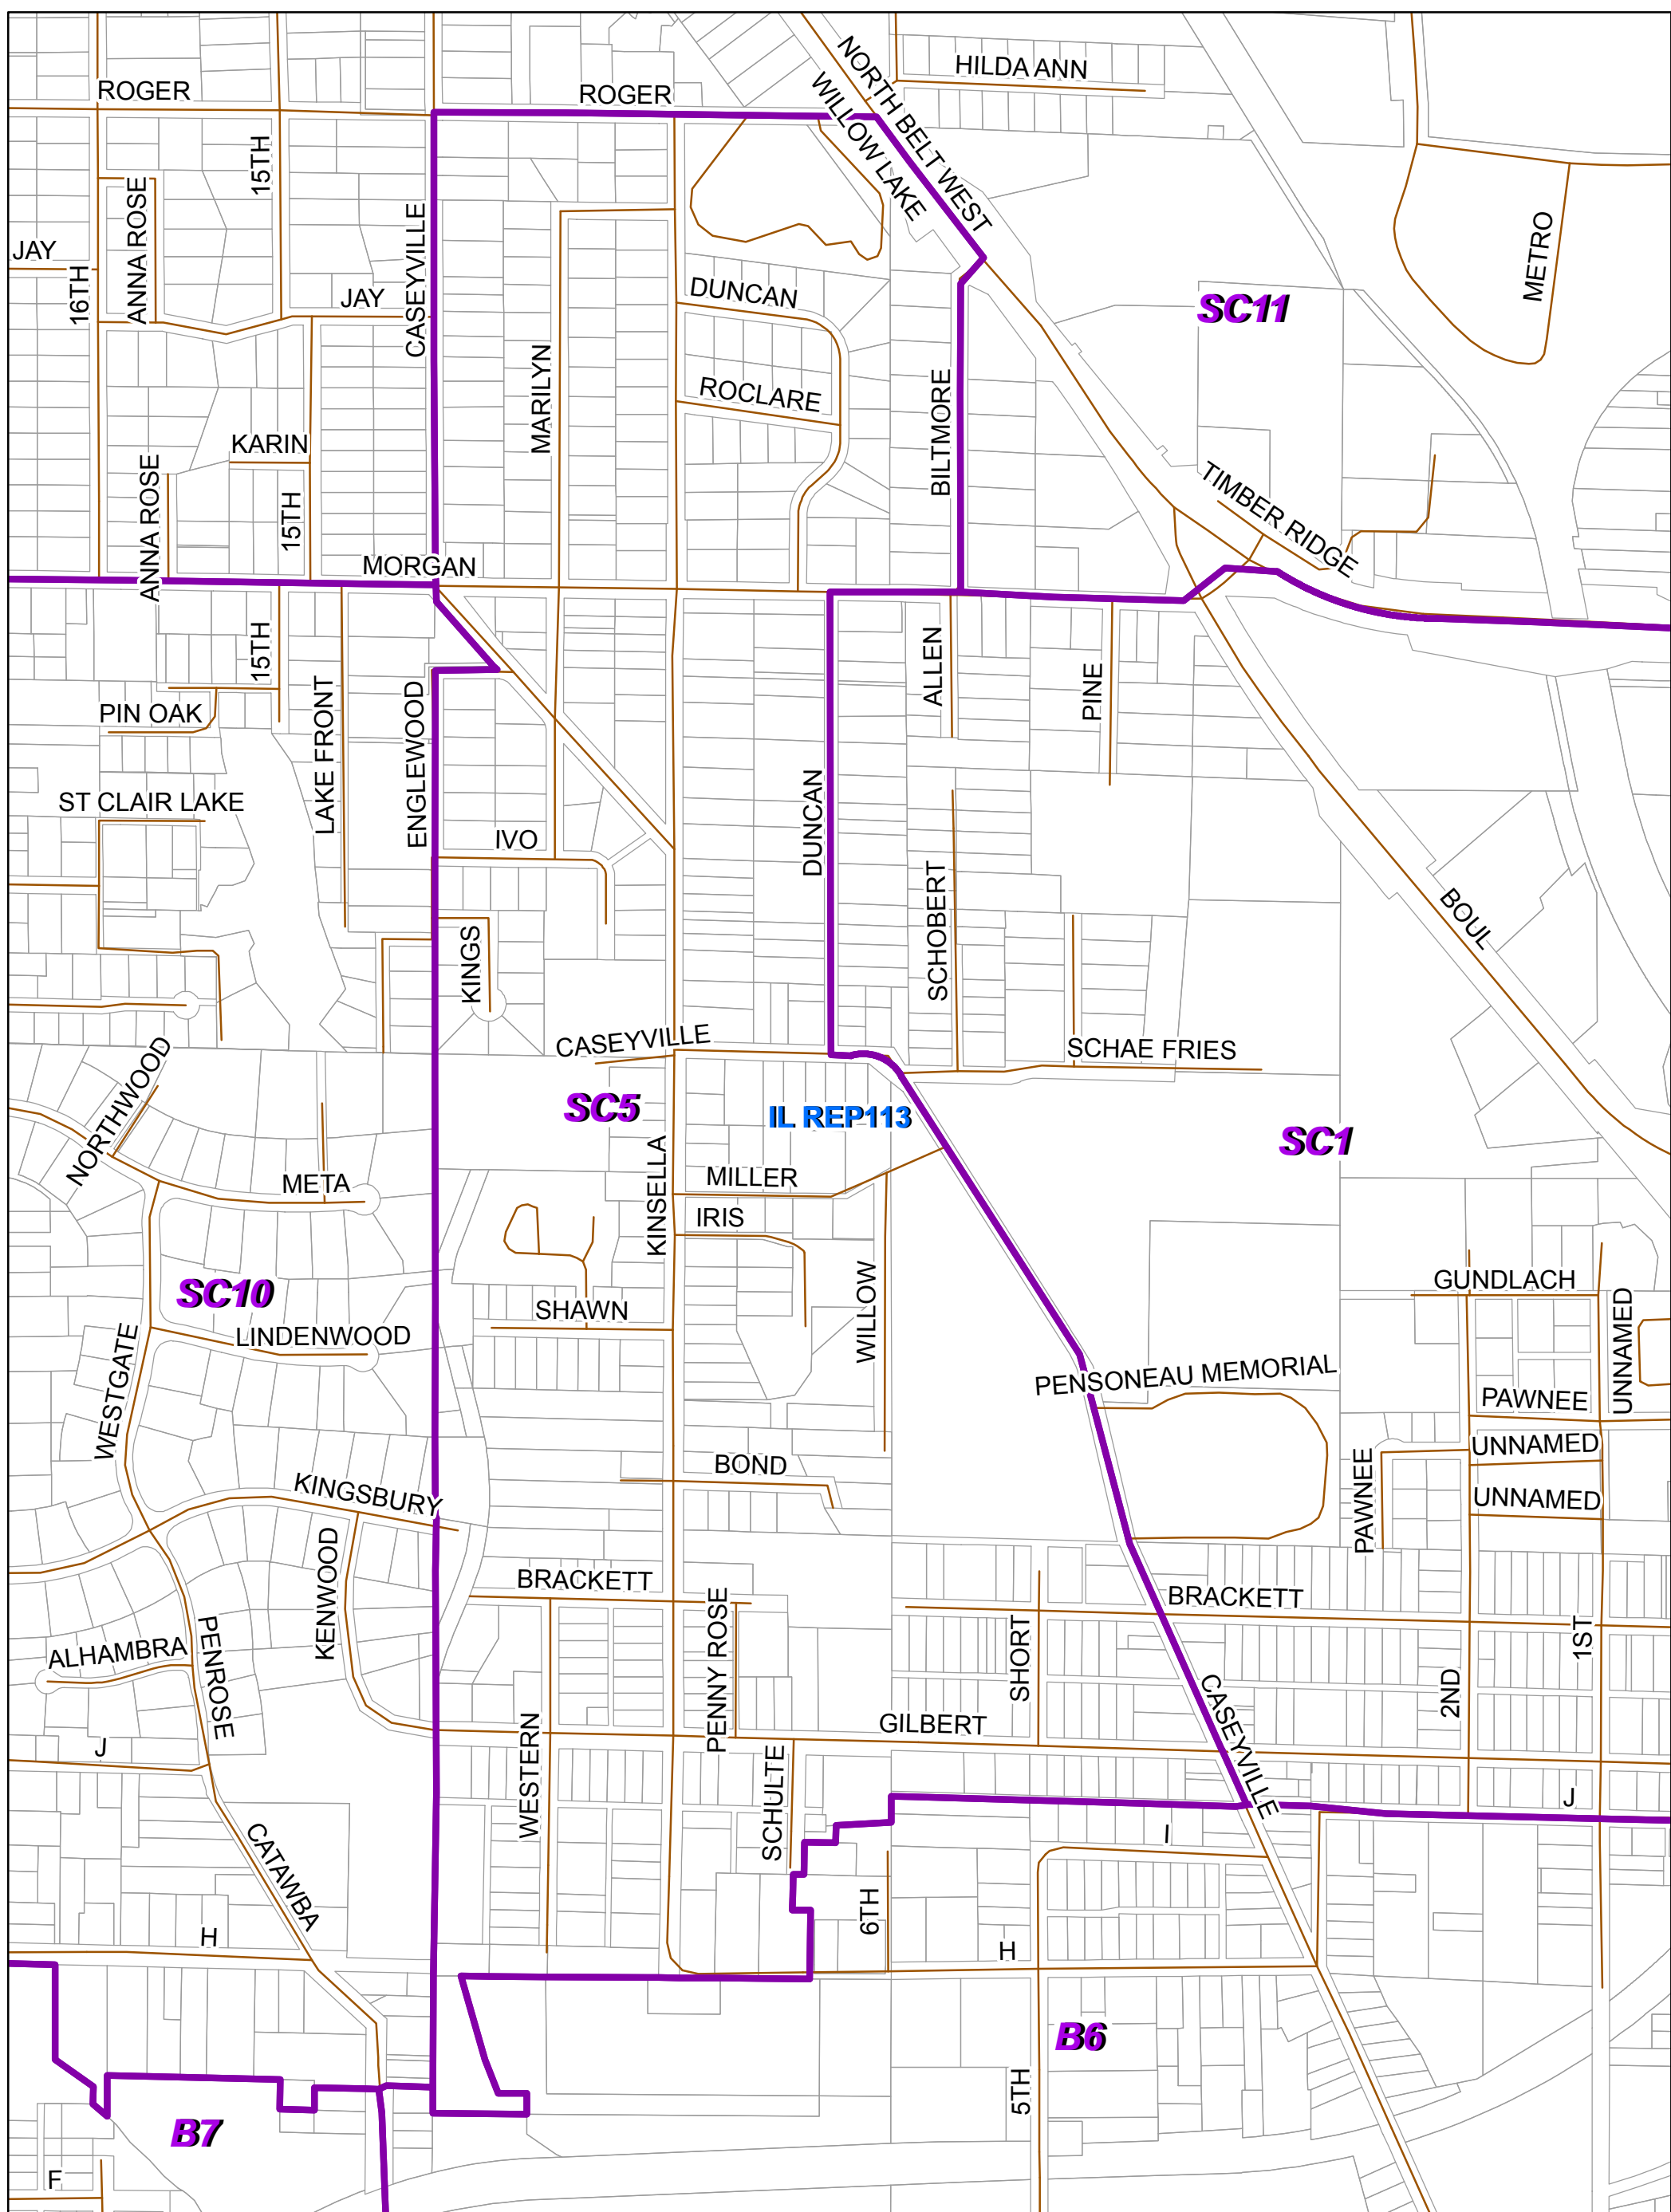 NORTH BELT WEST
HILDA ANN
ROGER
ROGER
WILLOW LAKE
15TH
ANNA ROSE
CASEYVILLE
METRO
JAY
16TH
JAY
DUNCAN
SC11
MARILYN
ROCLARE
BILTMORE
KARIN
ANNA ROSE
15TH
TIMBER RIDGE
MORGAN
15TH
ALLEN
PINE
PIN OAK
LAKE FRONT
ENGLEWOOD
ST CLAIR LAKE
IVO
DUNCAN
SCHOBERT
BOUL
KINGS
CASEYVILLE
SCHAE FRIES
NORTHWOOD
SC5
IL REP113
SC1
META
KINSELLA
MILLER
IRIS
SC10
GUNDLACH
UNNAMED
SHAWN
WILLOW
LINDENWOOD
WESTGATE
PENSONEAU MEMORIAL
PAWNEE
UNNAMED
BOND
KINGSBURY
PAWNEE
UNNAMED
KENWOOD
BRACKETT
BRACKETT
PENNY ROSE
SHORT
1ST
ALHAMBRA
PENROSE
2ND
CASEYVILLE
GILBERT
J
WESTERN
SCHULTE
J
I
CATAWBA
6TH
H
H
B6
5TH
B7
F